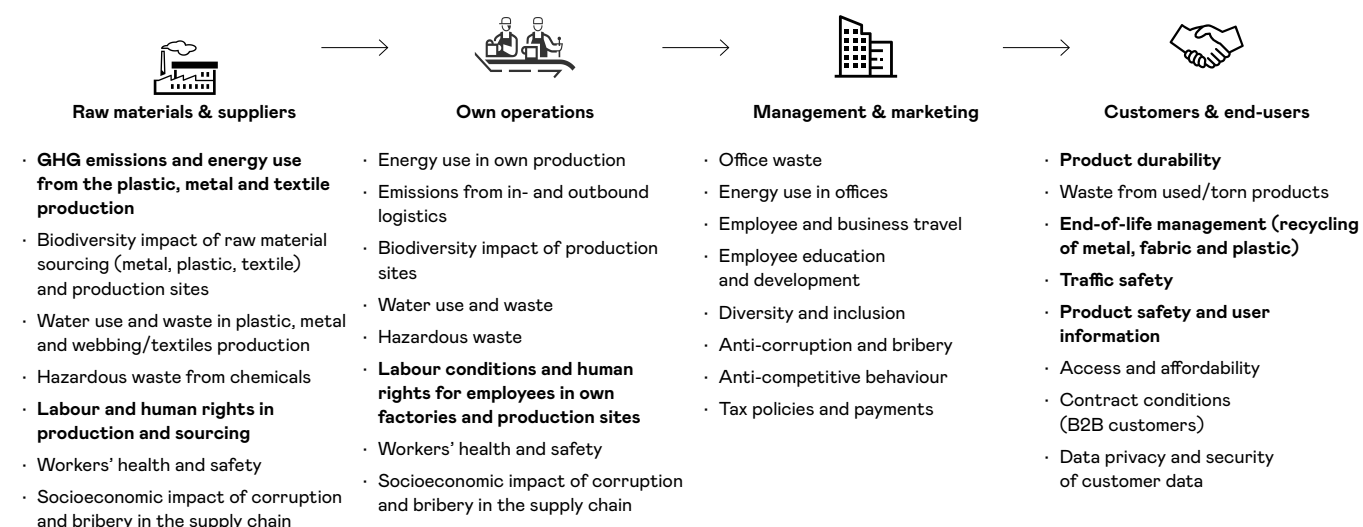 Raw materials & suppliers
Own operations
Management & marketing
Customers & end-users
· GHG emissions and energy use
from the plastic, metal and textile
production
· Biodiversity impact of raw material
sourcing (metal, plastic, textile)
and production sites
· Water use and waste in plastic, metal
and webbing/textiles production
· Hazardous waste from chemicals
· Labour and human rights in
production and sourcing
· Workers’ health and safety
· Socioeconomic impact of corruption
and bribery in the supply chain
· Energy use in own production
· Emissions from in- and outbound
logistics
· Biodiversity impact of production
sites
· Water use and waste
· Hazardous waste
· Labour conditions and human
rights for employees in own
factories and production sites
· Workers’ health and safety
· Socioeconomic impact of corruption
and bribery in the supply chain
· Office waste
· Energy use in offices
· Employee and business travel
· Employee education
and development
· Diversity and inclusion
· Anti-corruption and bribery
· Anti-competitive behaviour
· Tax policies and payments
· Product durability
· Waste from used/torn products
· End-of-life management (recycling
of metal, fabric and plastic)
· Traffic safety
· Product safety and user
information
· Access and affordability
· Contract conditions
(B2B customers)
· Data privacy and security
of customer data